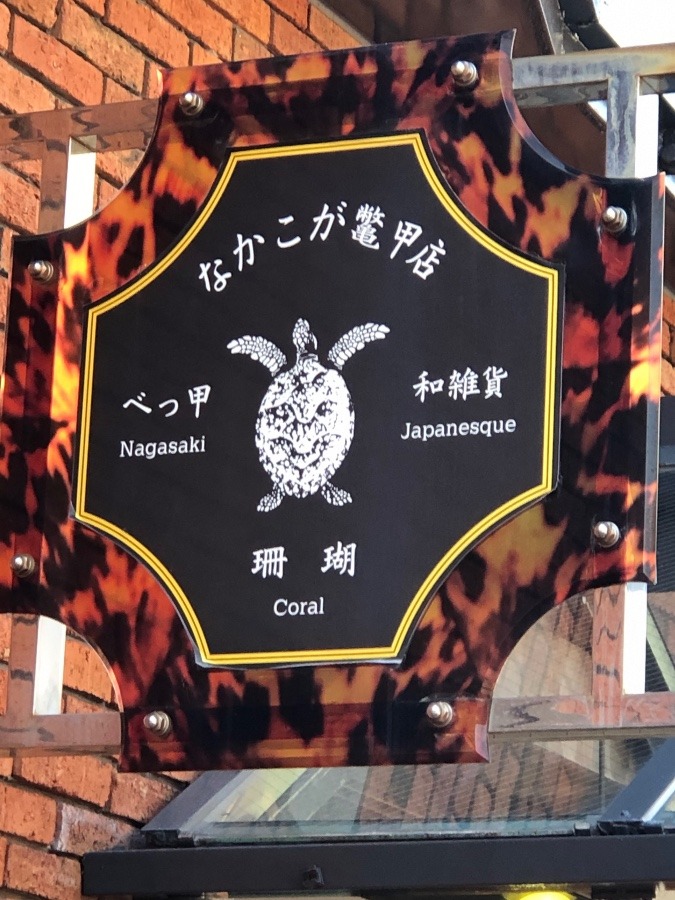 なかこが鼈甲店
べっ甲
Nagasaki
和雑貨
Japanesque
珊瑚
Coral